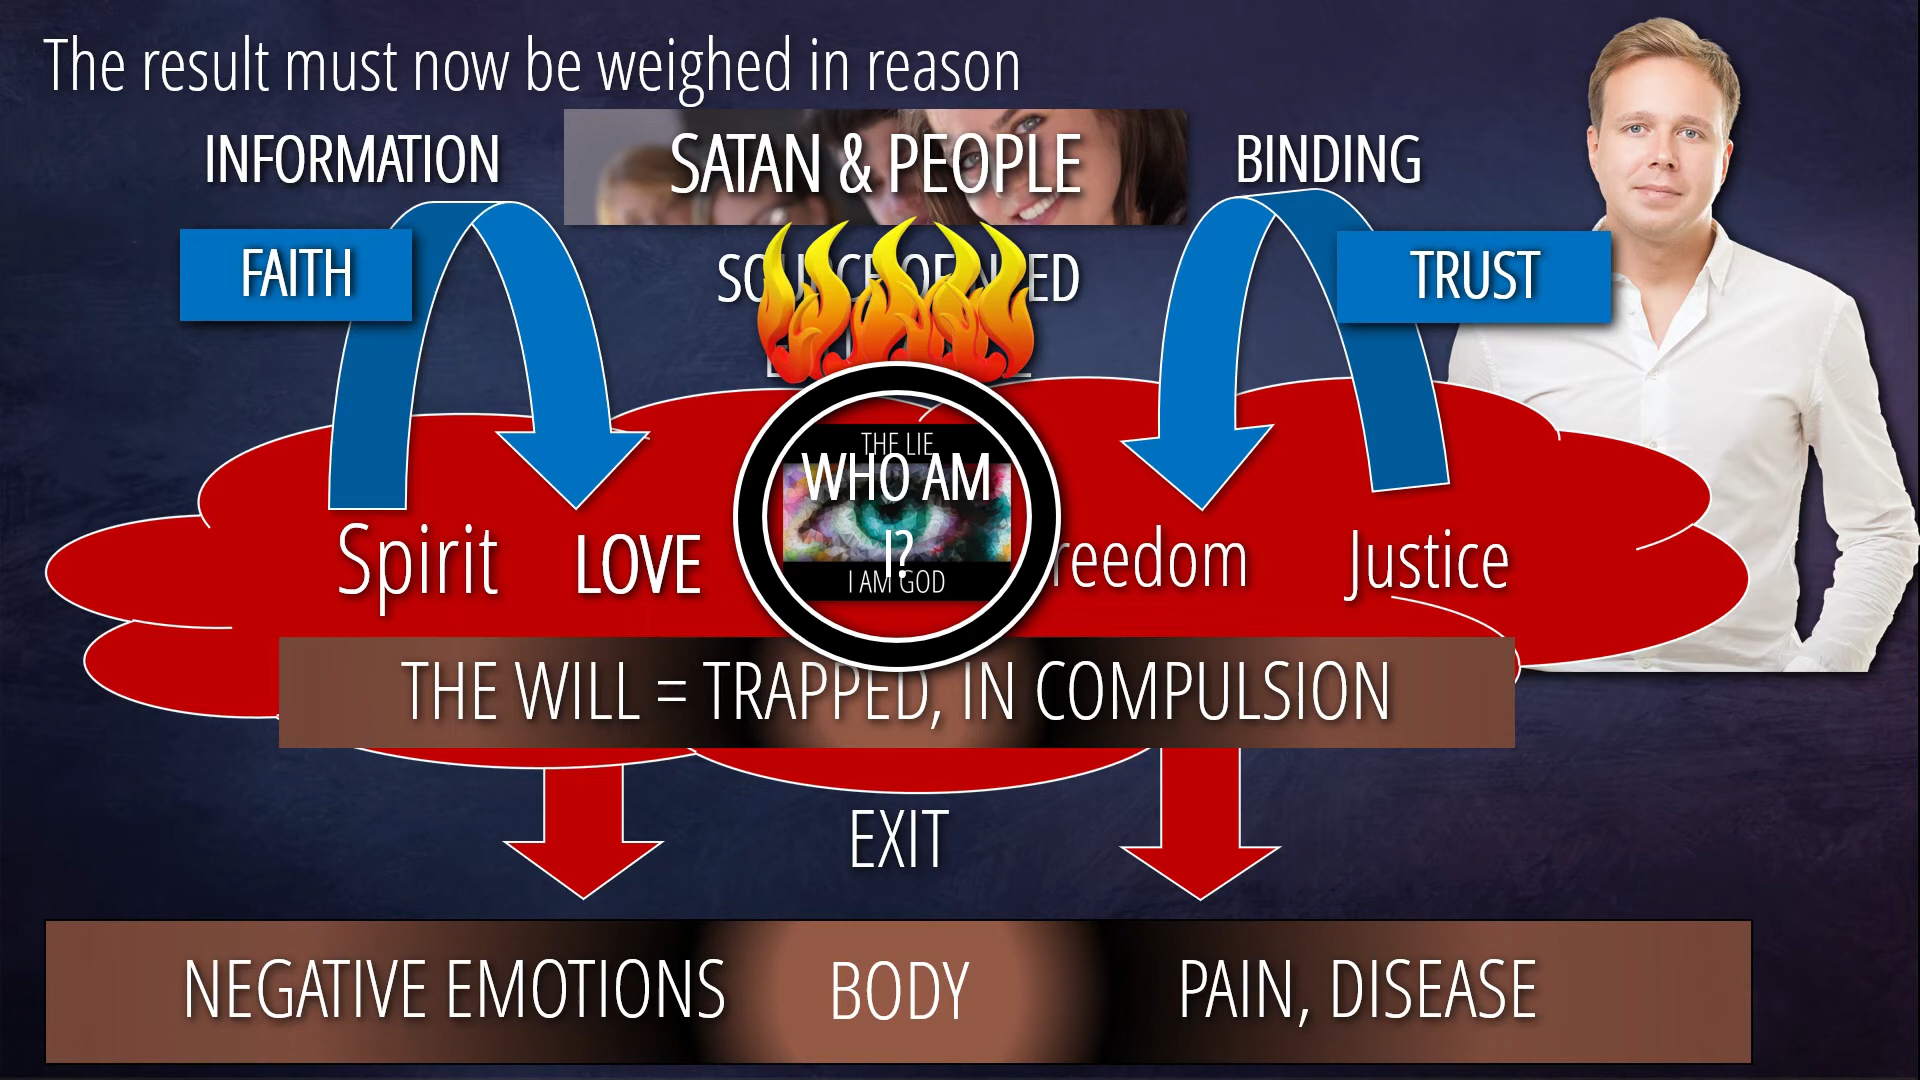 The result must now be weighed in reason
INFORMATION
SATAN & PEOPLE
BINDING
FAITH
TRUST
THE LIE
WHO AM
I?
I AM GOD
Spirit
LOVE
reedom
Justice
THE WILL = TRAPPED, IN COMPULSION
EXIT
NEGATIVE EMOTIONS
BODY
PAIN, DISEASE